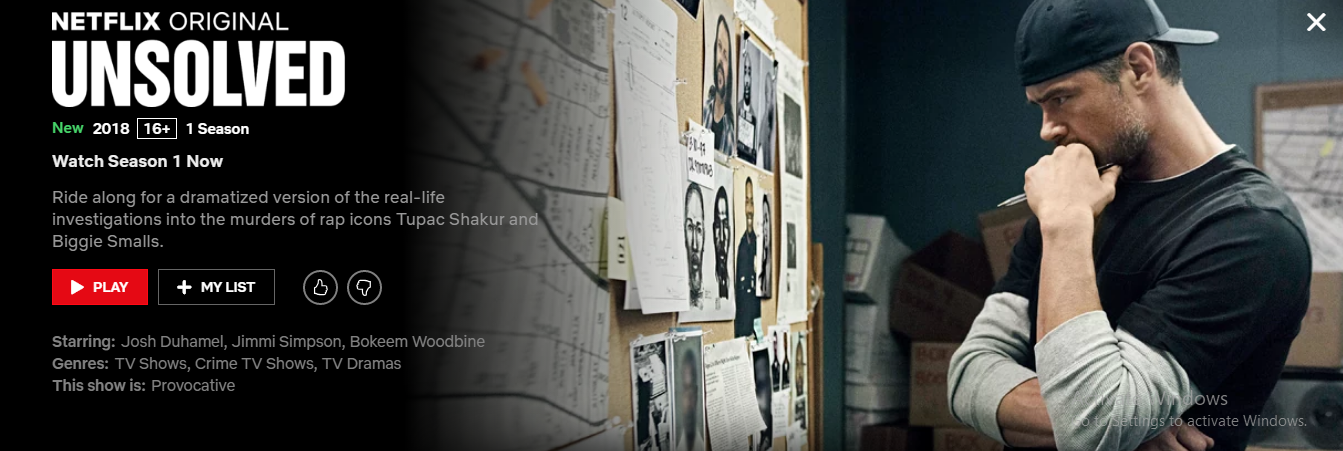 NETFLIX ORIGINAL
UNSOLVED
New 2018 16+ 1 Season
Watch Season 1 Now
Ride along for a dramatized version of the real-life
investigations into the murders of rap icons Tupac Shakur and
Biggie Smalls.
PLAY
MY LIST
Starring: Josh Duhamel, Jimmi Simpson, Bokeem Woodbine
Genres: TV Shows, Crime TV Shows, TV Dramas
This show is: Provocative
12
BOX
Windows
Settings to activate Windows.